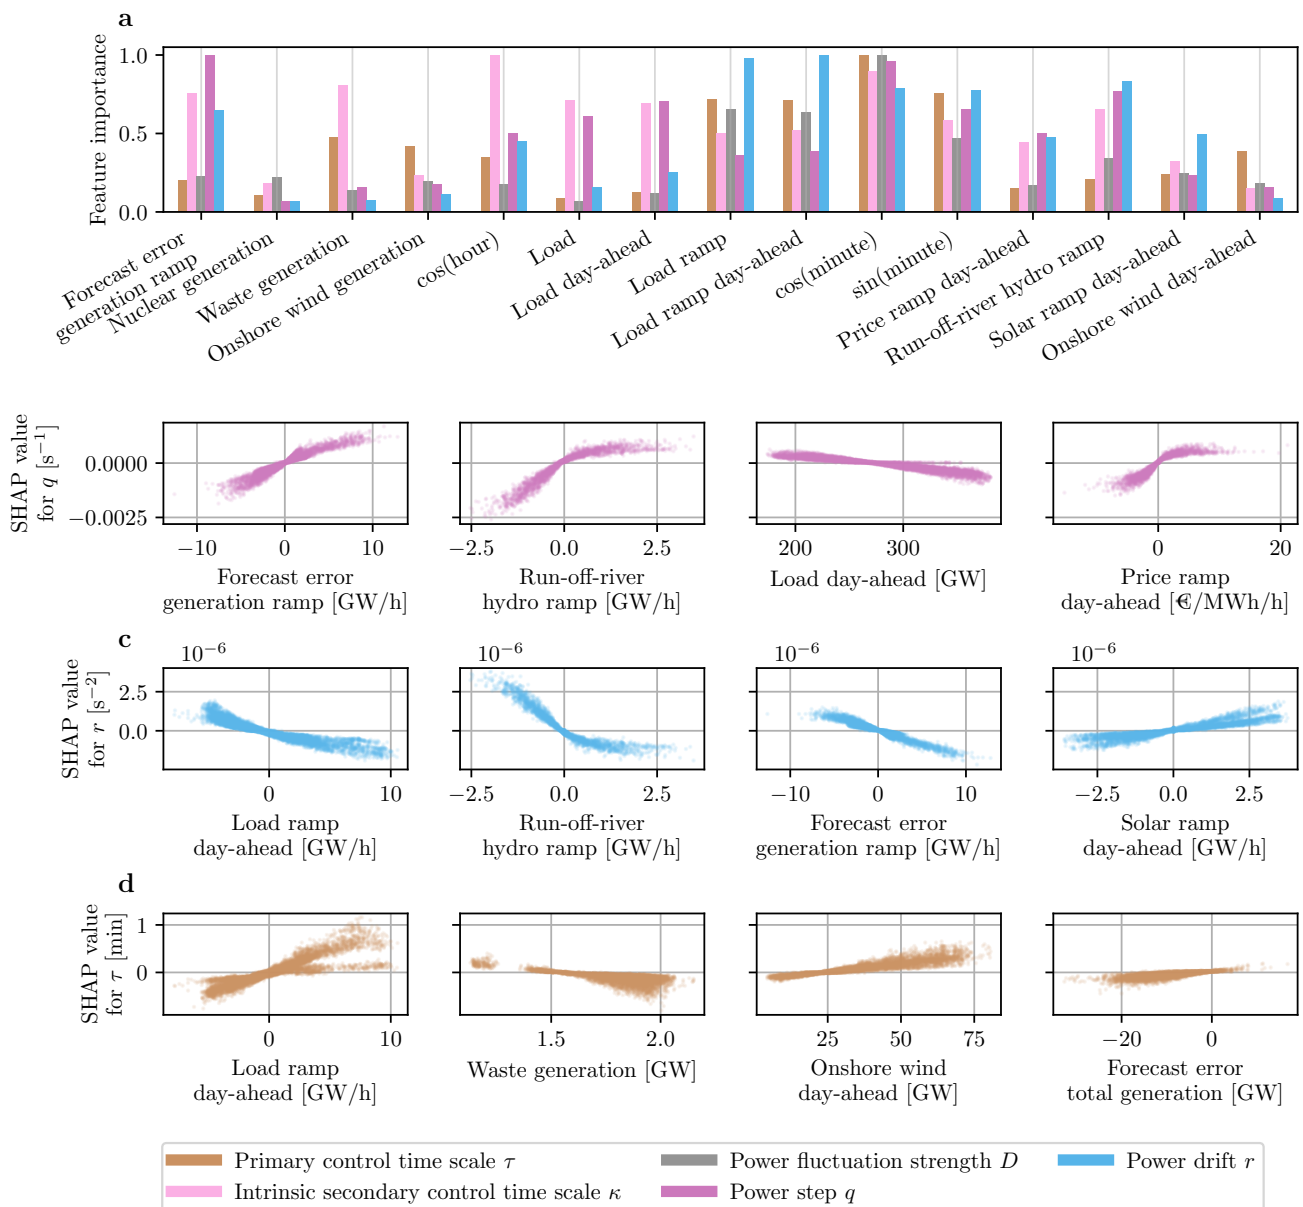 a
Feature importance
1.0
0.5
0.0
Forecast error
generation ramp
Nuclear generation
Waste generation
Onshore wind generation
cos(hour)
Load
Load day-ahead
Load ramp
Load ramp day-ahead
cos(minute)
sin(minute)
Price ramp day-ahead
Run-off-river hydro ramp
Solar ramp day-ahead
Onshore wind day-ahead
SHAP value
for q [s⁻¹]
0.0000
−0.0025
−10 0 10
Forecast error
generation ramp [GW/h]
−2.5 0.0 2.5
Run-off-river
hydro ramp [GW/h]
200 300
Load day-ahead [GW]
0 20
Price ramp
day-ahead [€/MWh/h]
c
SHAP value
for r [s⁻²]
10⁻⁶ 10⁻⁶ 10⁻⁶ 10⁻⁶
2.5
0.0
0 10
Load ramp
day-ahead [GW/h]
−2.5 0.0 2.5
Run-off-river
hydro ramp [GW/h]
−10 0 10
Forecast error
generation ramp [GW/h]
−2.5 0.0 2.5
Solar ramp
day-ahead [GW/h]
d
SHAP value
for τ [min]
1
0
0 10
Load ramp
day-ahead [GW/h]
1.5 2.0
Waste generation [GW]
25 50 75
Onshore wind
day-ahead [GW]
−20 0
Forecast error
total generation [GW]
Primary control time scale τ
Intrinsic secondary control time scale κ
Power fluctuation strength D
Power step q
Power drift r